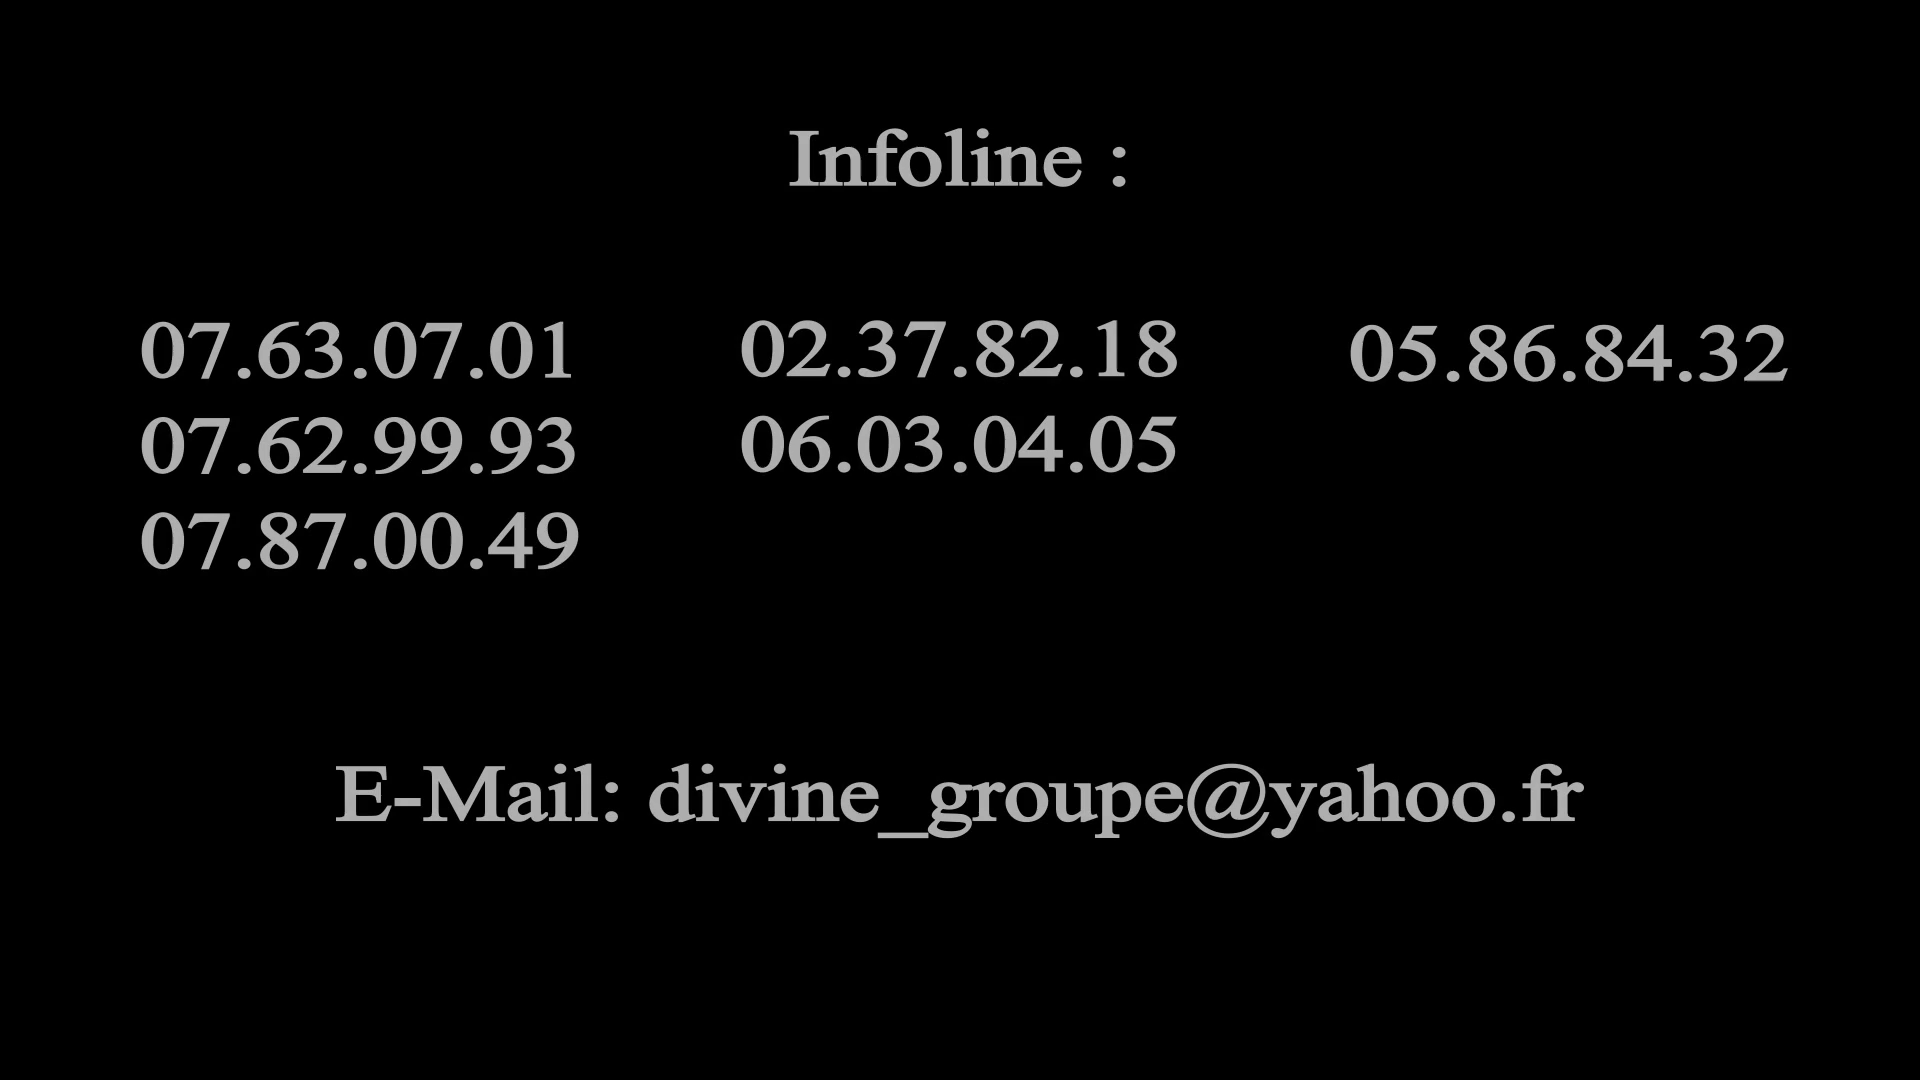 Infoline :
07.63.07.01 02.37.82.18 05.86.84.32
07.62.99.93 06.03.04.05
07.87.00.49
E-Mail: divine_groupe@yahoo.fr